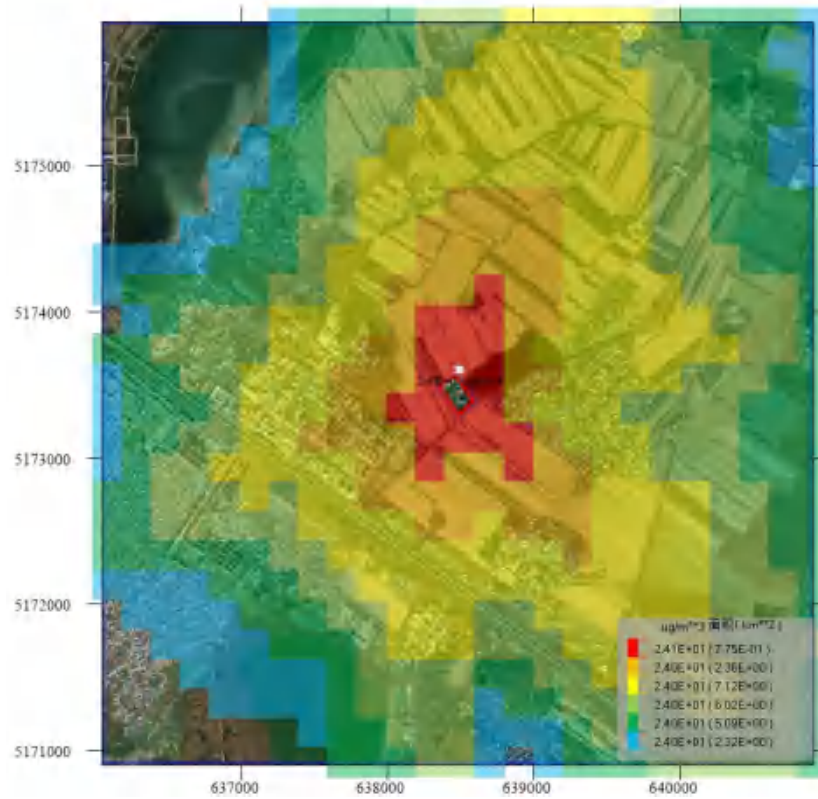 5175000
5174000
5173000
5172000
5171000
637000
638000
639000
640000
ug/m**3 面积(km**2)
2.41E+01 (7.75E-01)
2.40E+01 (2.36E+00)
2.40E+01 (7.12E+00)
2.40E+01 (6.02E+00)
2.40E+01 (5.09E+00)
2.40E+01 (2.32E+00)